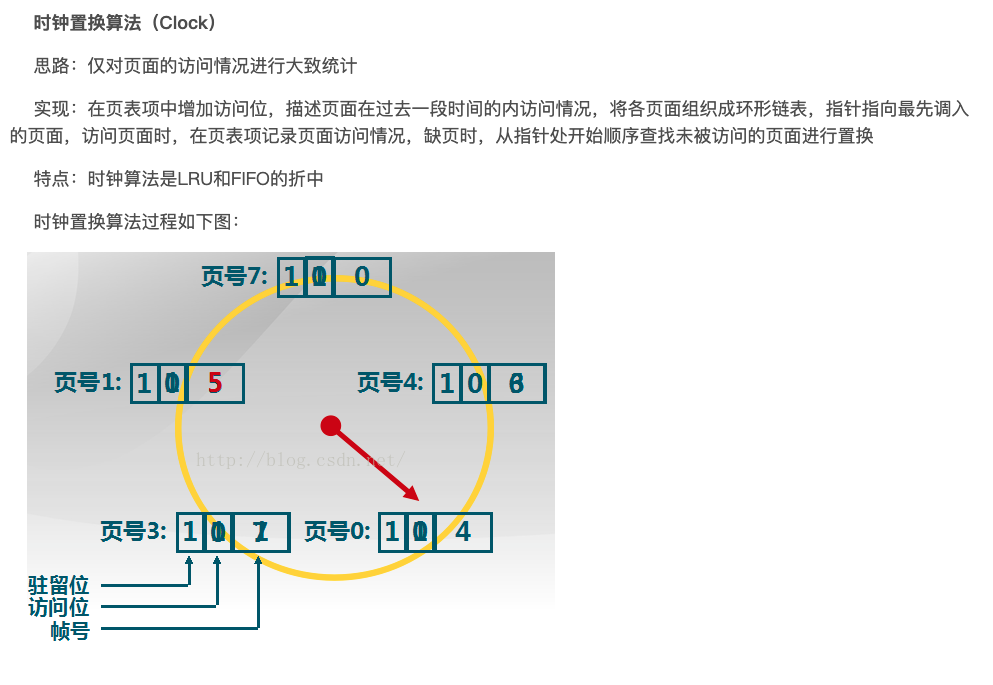 时钟置换算法（Clock）
思路：仅对页面的访问情况进行大致统计
实现：在页表项中增加访问位，描述页面在过去一段时间的内访问情况，将各页面组织成环形链表，指针指向最先调入
的页面，访问页面时，在页表项记录页面访问情况，缺页时，从指针处开始顺序查找未被访问的页面进行置换
特点：时钟算法是LRU和FIFO的折中
时钟置换算法过程如下图：
页号7: 1 0
页号1: 1 5
页号4: 1 0
http://blog.csdn.net/
页号3: 1
页号0: 1 4
驻留位
访问位
帧号